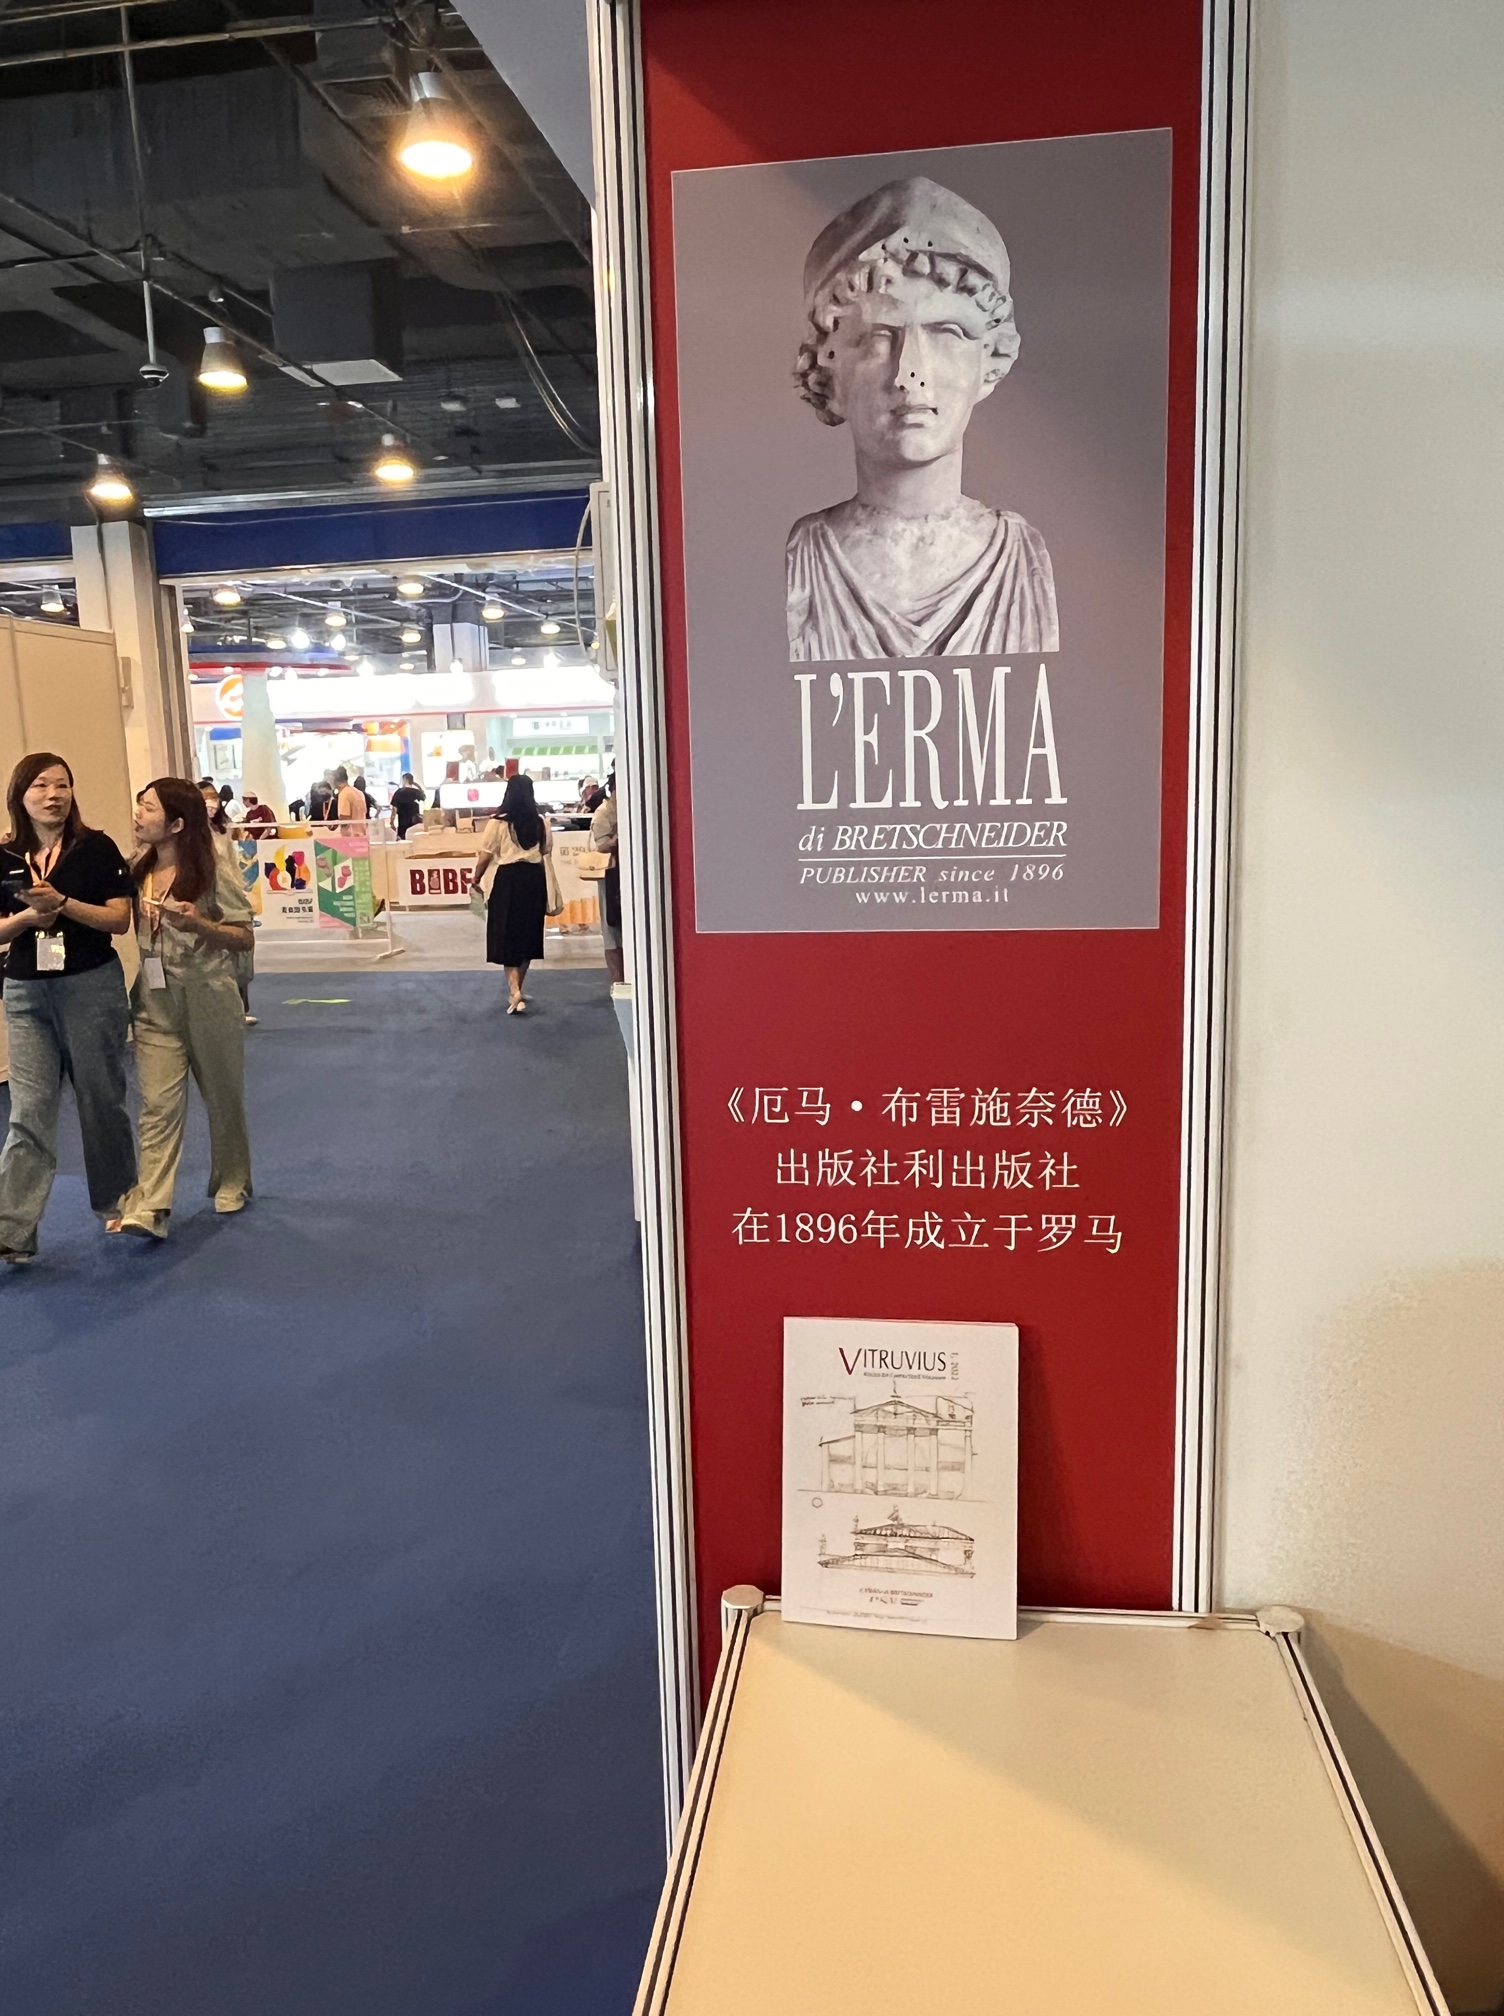 L'ERMA
di BRETSCHNEIDER
PUBLISHER since 1896
www.lerma.it
《厄马·布雷施奈德》
出版社利出版社
在1896年成立于罗马
VITRUVIUS
BIBF